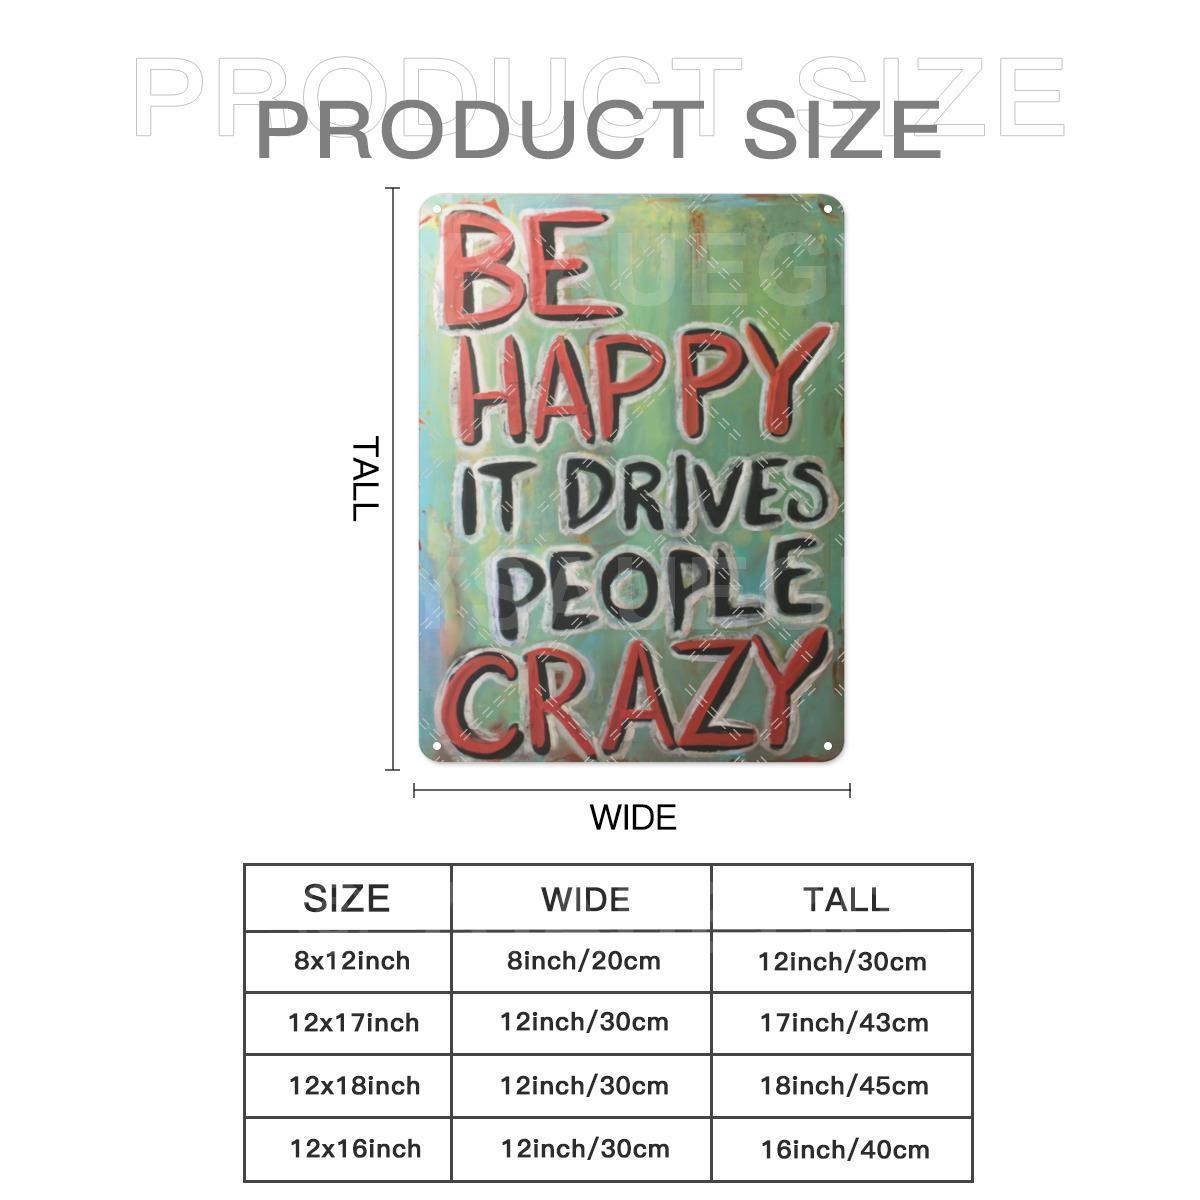 PRODUCT SIZE
PRODUCT SIZE
BE
HAPPY
IT DRIVES
PEOPLE
CRAZY
TALL
WIDE
SIZE WIDE TALL
8x12inch 8inch/20cm 12inch/30cm
12x17inch 12inch/30cm 17inch/43cm
12x18inch 12inch/30cm 18inch/45cm
12x16inch 12inch/30cm 16inch/40cm